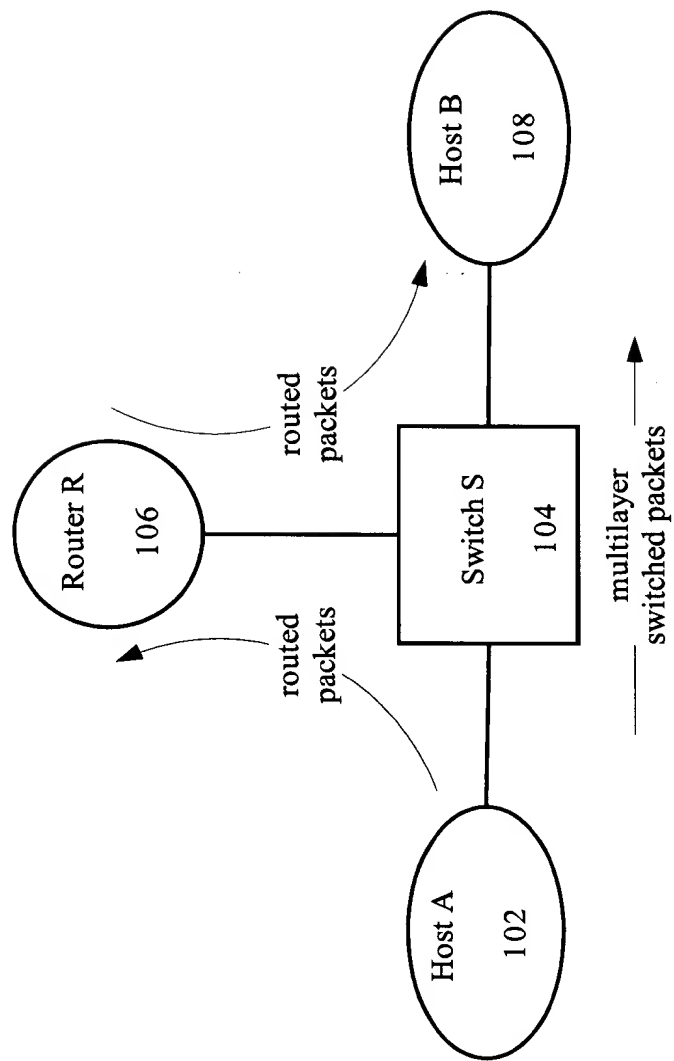 Router R
106
routed
packets
routed
packets
Host A
102
Switch S
104
Host B
108
multilayer
switched packets